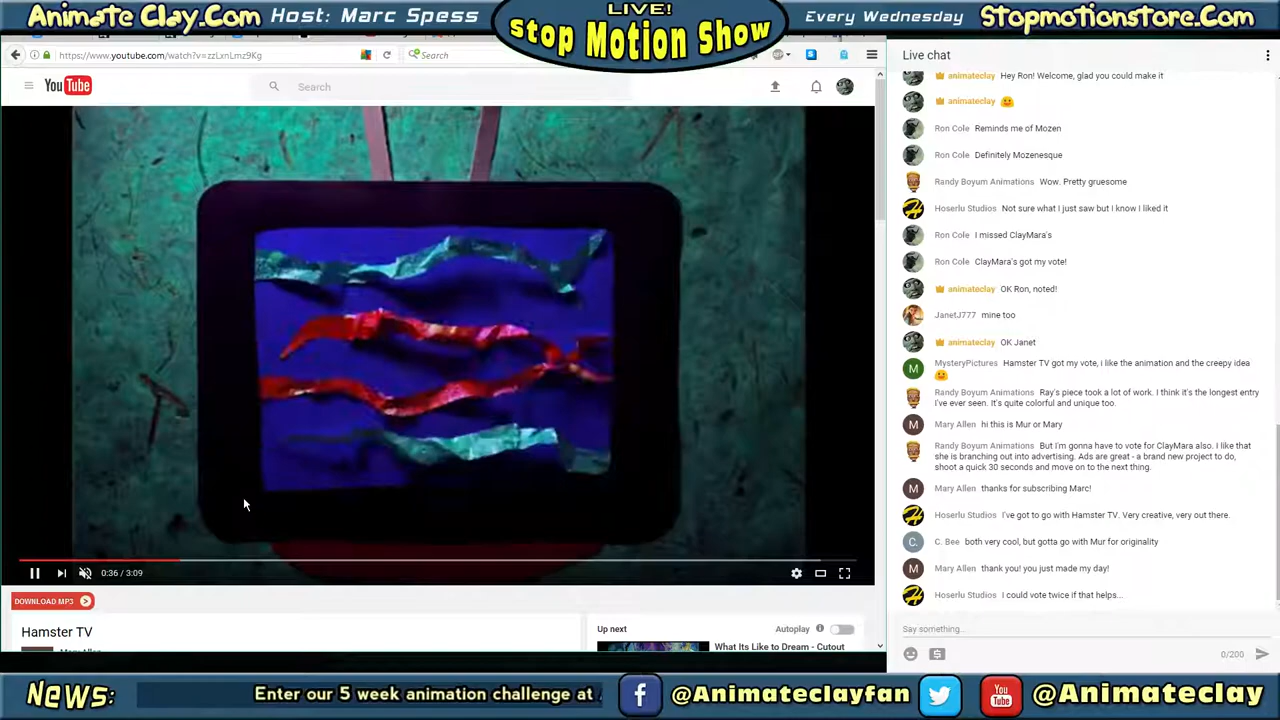 Animate Clay.Com
Host: Marc Spess
LIVE!
Stop Motion Show
Every Wednesday
Stopmotionstore.Com
https://www.youtube.com/watch?v=zzLxnLmz9Kg
Search
YouTube
Search
0:36 / 3:09
DOWNLOAD MP3
Hamster TV
Mary Allen
Up next
Autoplay
What Its Like to Dream - Cutout
Live chat
animateclay Hey Ron! Welcome, glad you could make it
animateclay
Ron Cole Reminds me of Mozen
Ron Cole Definitely Mozenesque
Randy Boyum Animations Wow. Pretty gruesome
Hoserlu Studios Not sure what I just saw but I know I liked it
Ron Cole I missed ClayMara's
Ron Cole ClayMara's got my vote!
animateclay OK Ron, noted!
JanetJ777 mine too
animateclay OK Janet
M MysteryPictures Hamster TV got my vote, i like the animation and the creepy idea
Randy Boyum Animations Ray's piece took a lot of work. I think it's the longest entry
I've ever seen. It's quite colorful and unique too.
M Mary Allen hi this is Mur or Mary
Randy Boyum Animations But I'm gonna have to vote for ClayMara also. I like that
she is branching out into advertising. Ads are great - a brand new project to do,
shoot a quick 30 seconds and move on to the next thing.
M Mary Allen thanks for subscribing Marc!
Hoserlu Studios I've got to go with Hamster TV. Very creative, very out there.
C. C. Bee both very cool, but gotta go with Mur for originality
M Mary Allen thank you! you just made my day!
Hoserlu Studios I could vote twice if that helps...
Say something...
0/200
News:
Enter our 5 week animation challenge at
@Animateclayfan
You Tube
@Animateclay